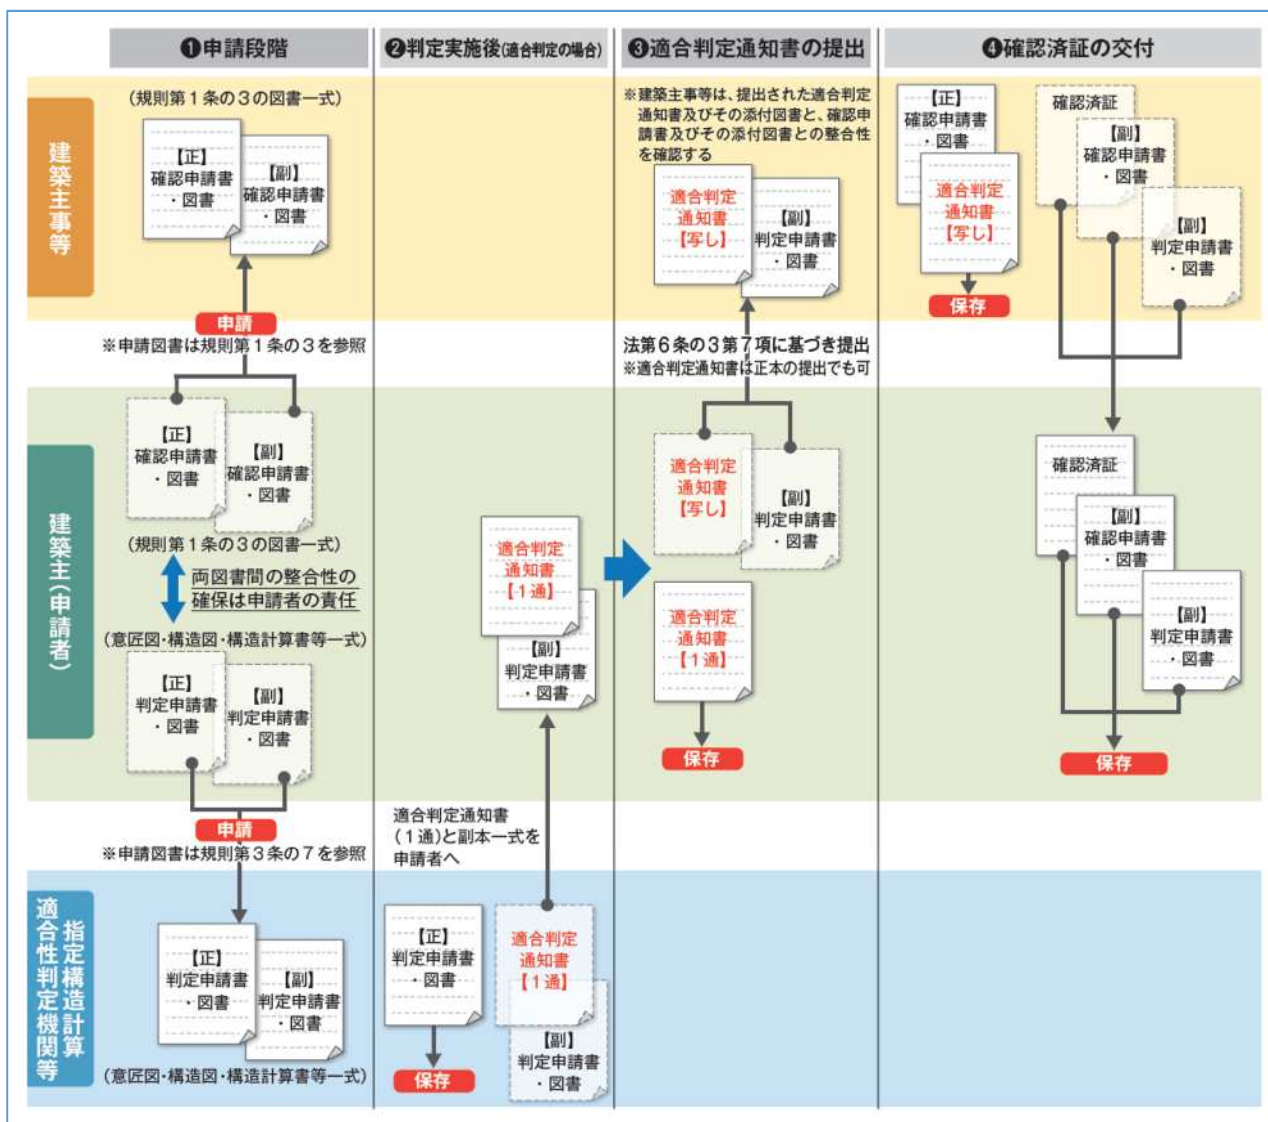 ❶申請段階
❷判定実施後(適合判定の場合)
❸適合判定通知書の提出
❹確認済証の交付
建築主事等
(規則第1条の3の図書一式)
【正】
確認申請書
・図書
【副】
確認申請書
・図書
申請
※申請図書は規則第1条の3を参照
※建築主事等は、提出された適合判定
通知書及びその添付図書と、確認申
請書及びその添付図書との整合性
を確認する
適合判定
通知書
【写し】
【副】
判定申請書
・図書
法第6条の3第7項に基づき提出
※適合判定通知書は正本の提出でも可
【正】
確認申請書
・図書
適合判定
通知書
【写し】
保存
確認済証
【副】
確認申請書
・図書
【副】
判定申請書
・図書
建築主(申請者)
【正】
確認申請書
・図書
【副】
確認申請書
・図書
(規則第1条の3の図書一式)
両図書間の整合性の
確保は申請者の責任
(意匠図・構造図・構造計算書等一式)
【正】
判定申請書
・図書
【副】
判定申請書
・図書
申請
※申請図書は規則第3条の7を参照
適合判定
通知書
【1通】
【副】
判定申請書
・図書
適合判定通知書
(1通)と副本一式を
申請者へ
適合判定
通知書
【写し】
【副】
判定申請書
・図書
適合判定
通知書
【1通】
保存
確認済証
【副】
確認申請書
・図書
【副】
判定申請書
・図書
保存
指定構造計算
適合性判定機関等
【正】
判定申請書
・図書
【副】
判定申請書
・図書
(意匠図・構造図・構造計算書等一式)
【正】
判定申請書
・図書
保存
適合判定
通知書
【1通】
【副】
判定申請書
・図書